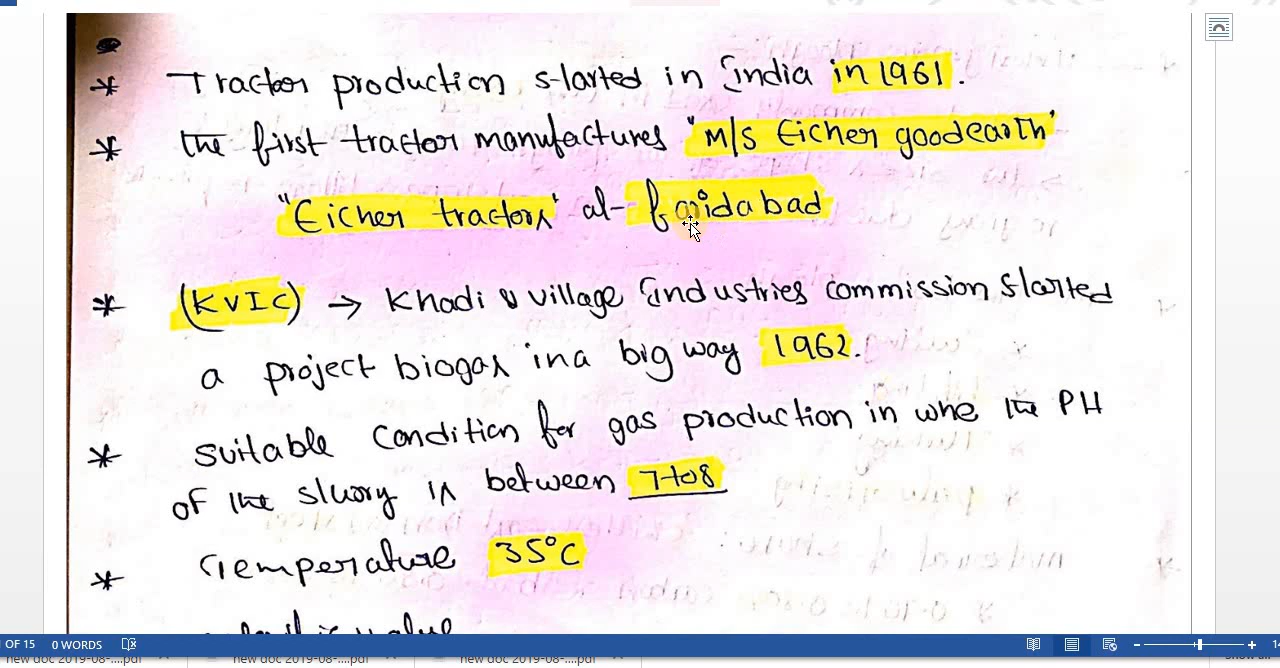 * Tractor production started in India in 1961.
* The first tractor manufactures "M/S Eicher goodearth"
"Eicher tractors" at faridabad
* (KVIC) → Khadi & village Industries commission started
a project biogas in a big way 1962.
* suitable condition for gas production in whe the PH
of the slurry is between 7 to 8
* Temperature 35°C
value
OF 15 0 WORDS
new doc 2019-08-....pdf new doc 2019-08-....pdf new doc 2019-08-....pdf